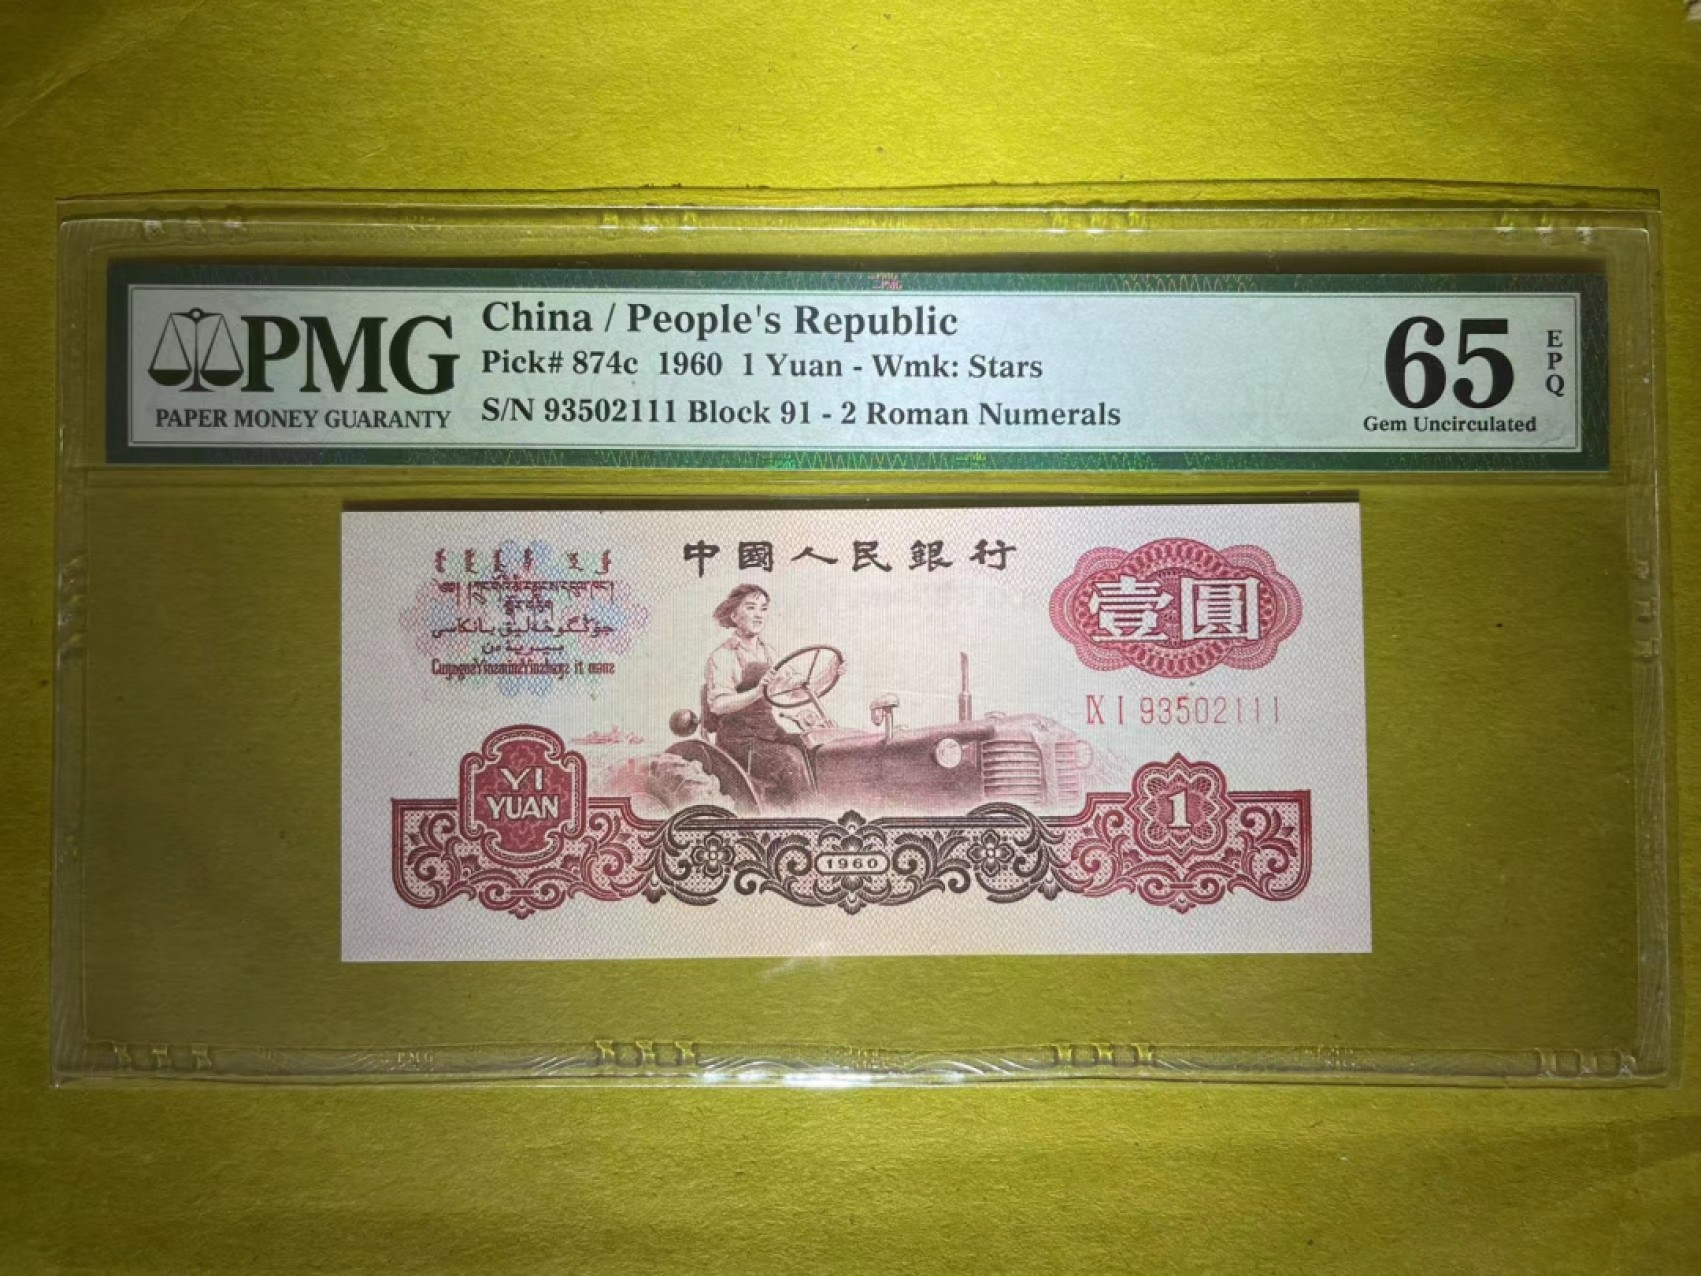 PMG
PAPER MONEY GUARANTY
China / People's Republic
Pick# 874c 1960 1 Yuan - Wmk: Stars
S/N 93502111 Block 91 - 2 Roman Numerals
65
EPQ
Gem Uncirculated
中國人民銀行
壹圓
IX I 93502111
YI
YUAN
1960
1
PMG